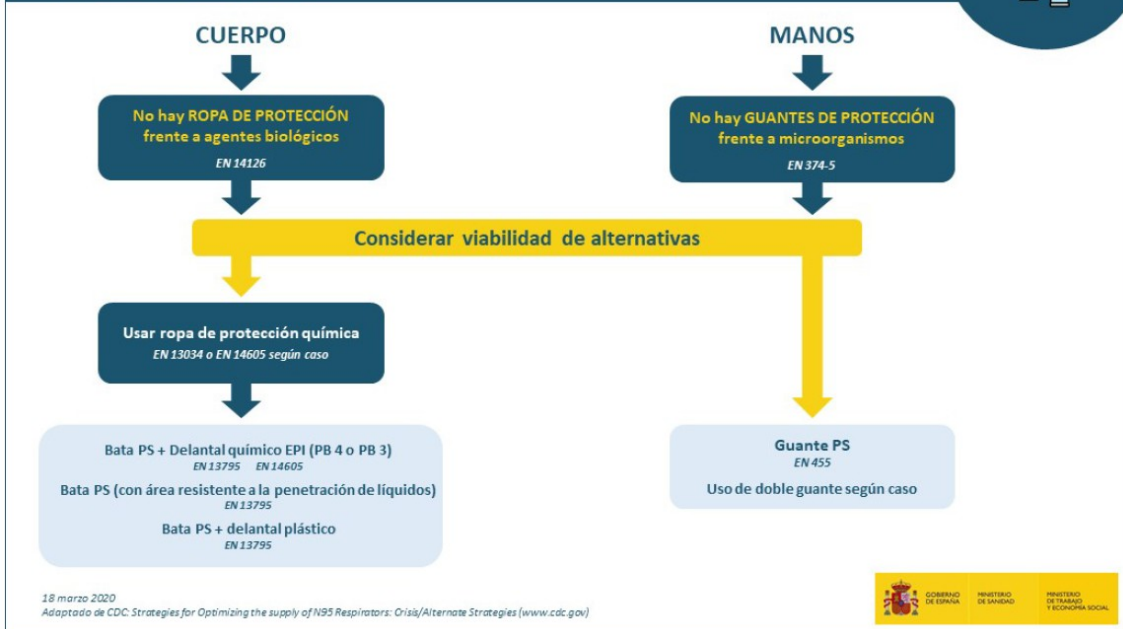 CUERPO
No hay ROPA DE PROTECCIÓN
frente a agentes biológicos
EN 14126
MANOS
No hay GUANTES DE PROTECCIÓN
frente a microorganismos
EN 374-5
Considerar viabilidad de alternativas
Usar ropa de protección química
EN 13034 o EN 14605 según caso
Bata PS + Delantal químico EPI (PB 4 o PB 3)
EN 13795 EN 14605
Bata PS (con área resistente a la penetración de líquidos)
EN 13795
Bata PS + delantal plástico
EN 13795
Guante PS
EN 455
Uso de doble guante según caso
18 marzo 2020
Adaptado de CDC: Strategies for Optimizing the supply of N95 Respirators: Crisis/Alternate Strategies (www.cdc.gov)
GOBIERNO
DE ESPAÑA
MINISTERIO
DE SANIDAD
MINISTERIO
DE TRABAJO
Y ECONOMÍA SOCIAL